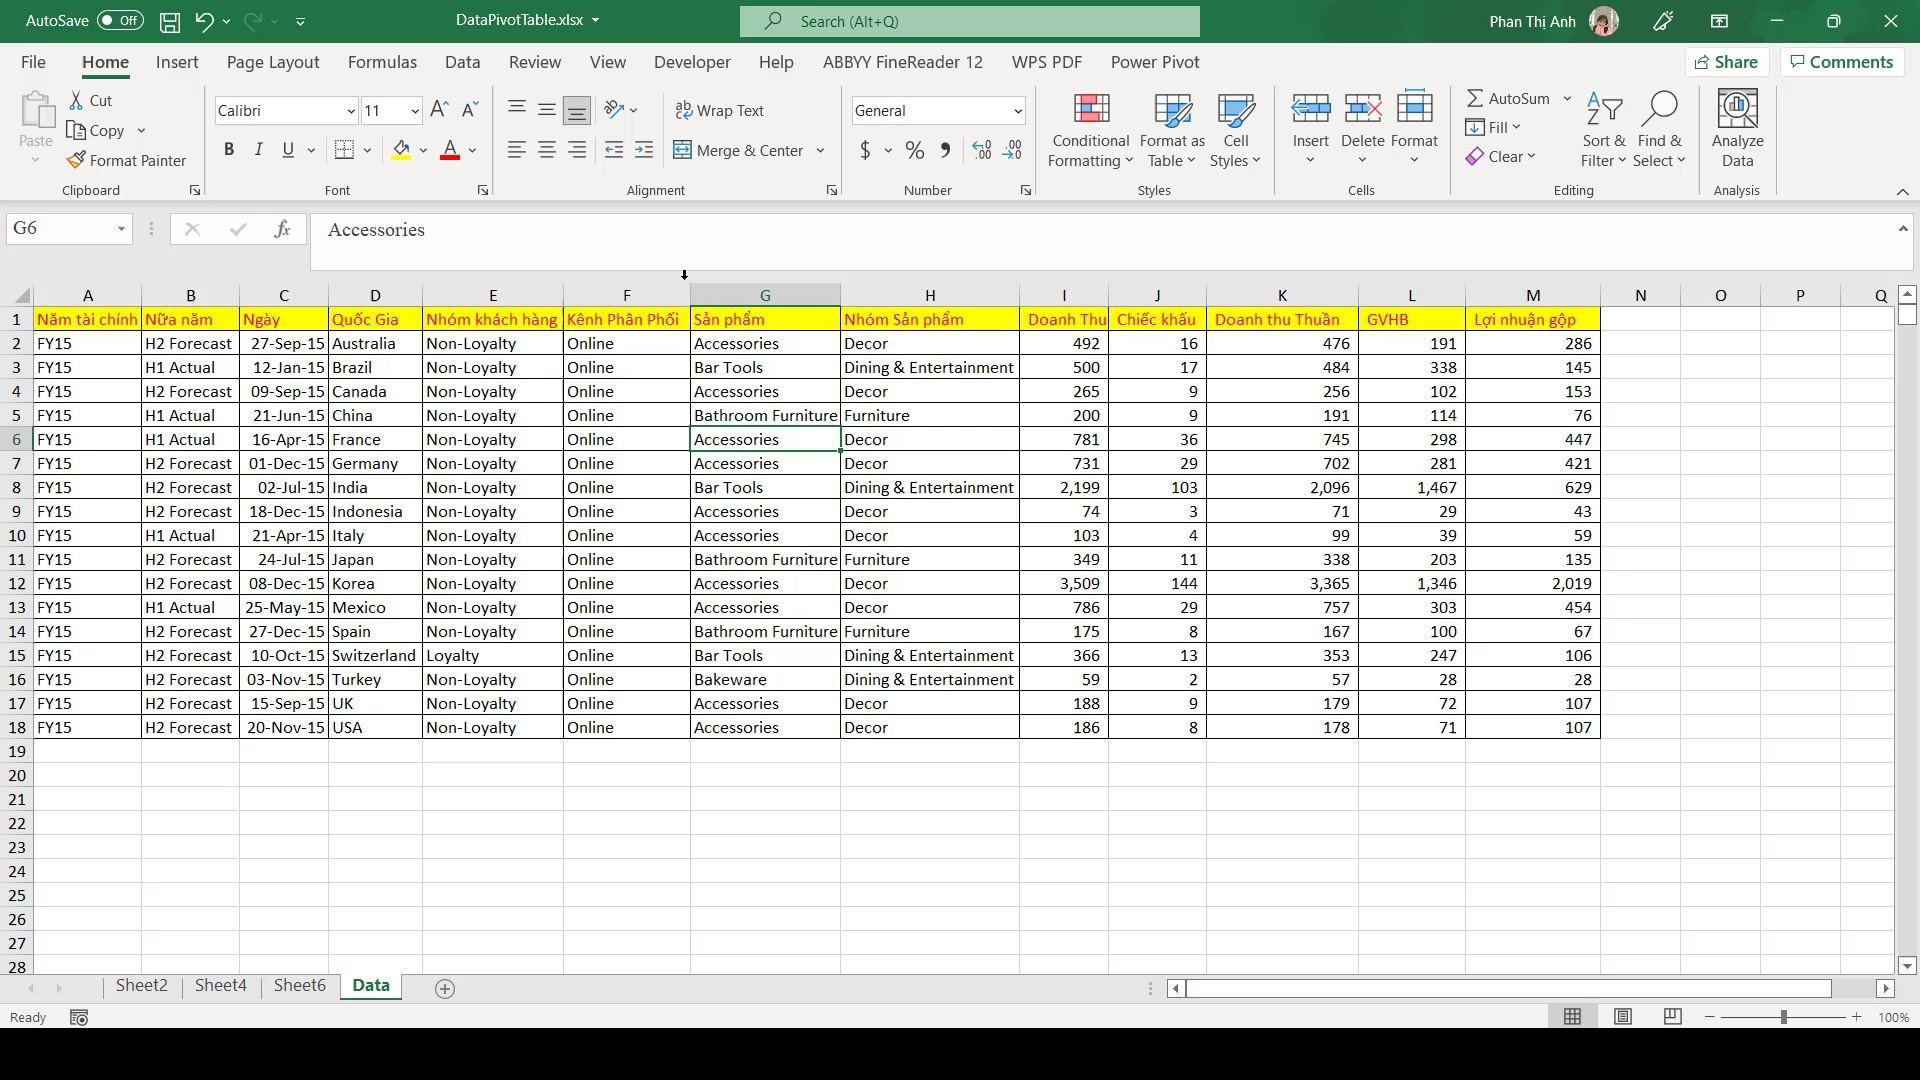 AutoSave Off DataPivotTable.xlsx Search (Alt+Q) Phan Thị Anh
File Home Insert Page Layout Formulas Data Review View Developer Help ABBYY FineReader 12 WPS PDF Power Pivot Share Comments
Paste Cut Copy Format Painter Clipboard
Calibri 11 B I U A Font
Wrap Text Merge & Center Alignment
General $ % Number
Conditional Formatting Format as Table Cell Styles Styles
Insert Delete Format Cells
AutoSum Fill Clear Sort & Filter Find & Select Editing
Analyze Data Analysis
G6 fx Accessories
A B C D E F G H I J K L M N O P Q
1 Năm tài chính Nữa năm Ngày Quốc Gia Nhóm khách hàng Kênh Phân Phối Sản phẩm Nhóm Sản phẩm Doanh Thu Chiếc khấu Doanh thu Thuần GVHB Lợi nhuận gộp
2 FY15 H2 Forecast 27-Sep-15 Australia Non-Loyalty Online Accessories Decor 492 16 476 191 286
3 FY15 H1 Actual 12-Jan-15 Brazil Non-Loyalty Online Bar Tools Dining & Entertainment 500 17 484 338 145
4 FY15 H2 Forecast 09-Sep-15 Canada Non-Loyalty Online Accessories Decor 265 9 256 102 153
5 FY15 H1 Actual 21-Jun-15 China Non-Loyalty Online Bathroom Furniture Furniture 200 9 191 114 76
6 FY15 H1 Actual 16-Apr-15 France Non-Loyalty Online Accessories Decor 781 36 745 298 447
7 FY15 H2 Forecast 01-Dec-15 Germany Non-Loyalty Online Accessories Decor 731 29 702 281 421
8 FY15 H2 Forecast 02-Jul-15 India Non-Loyalty Online Bar Tools Dining & Entertainment 2,199 103 2,096 1,467 629
9 FY15 H2 Forecast 18-Dec-15 Indonesia Non-Loyalty Online Accessories Decor 74 3 71 29 43
10 FY15 H1 Actual 21-Apr-15 Italy Non-Loyalty Online Accessories Decor 103 4 99 39 59
11 FY15 H2 Forecast 24-Jul-15 Japan Non-Loyalty Online Bathroom Furniture Furniture 349 11 338 203 135
12 FY15 H2 Forecast 08-Dec-15 Korea Non-Loyalty Online Accessories Decor 3,509 144 3,365 1,346 2,019
13 FY15 H1 Actual 25-May-15 Mexico Non-Loyalty Online Accessories Decor 786 29 757 303 454
14 FY15 H2 Forecast 27-Dec-15 Spain Non-Loyalty Online Bathroom Furniture Furniture 175 8 167 100 67
15 FY15 H2 Forecast 10-Oct-15 Switzerland Loyalty Online Bar Tools Dining & Entertainment 366 13 353 247 106
16 FY15 H2 Forecast 03-Nov-15 Turkey Non-Loyalty Online Bakeware Dining & Entertainment 59 2 57 28 28
17 FY15 H2 Forecast 15-Sep-15 UK Non-Loyalty Online Accessories Decor 188 9 179 72 107
18 FY15 H2 Forecast 20-Nov-15 USA Non-Loyalty Online Accessories Decor 186 8 178 71 107
19
20
21
22
23
24
25
26
27
28
Sheet2 Sheet4 Sheet6 Data
Ready 100%